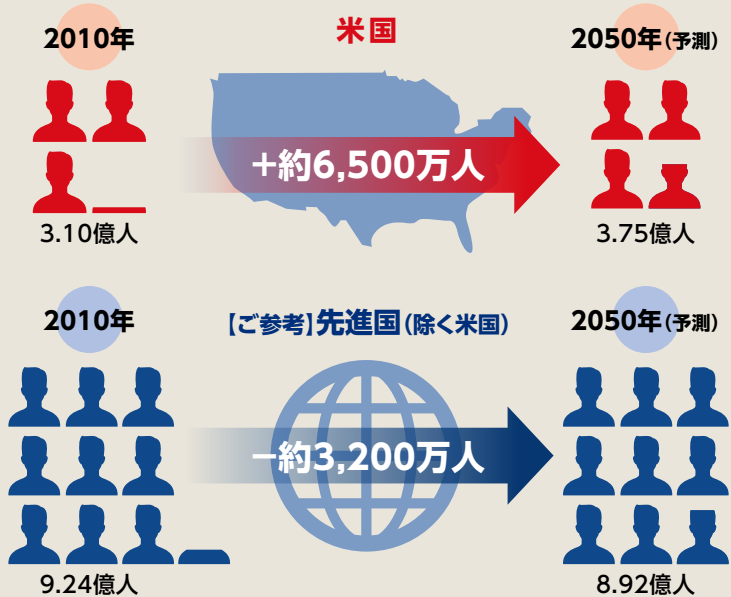 2010年
米国
2050年(予測)
+約6,500万人
3.10億人
3.75億人
2010年
【ご参考】先進国(除く米国)
2050年(予測)
−約3,200万人
9.24億人
8.92億人